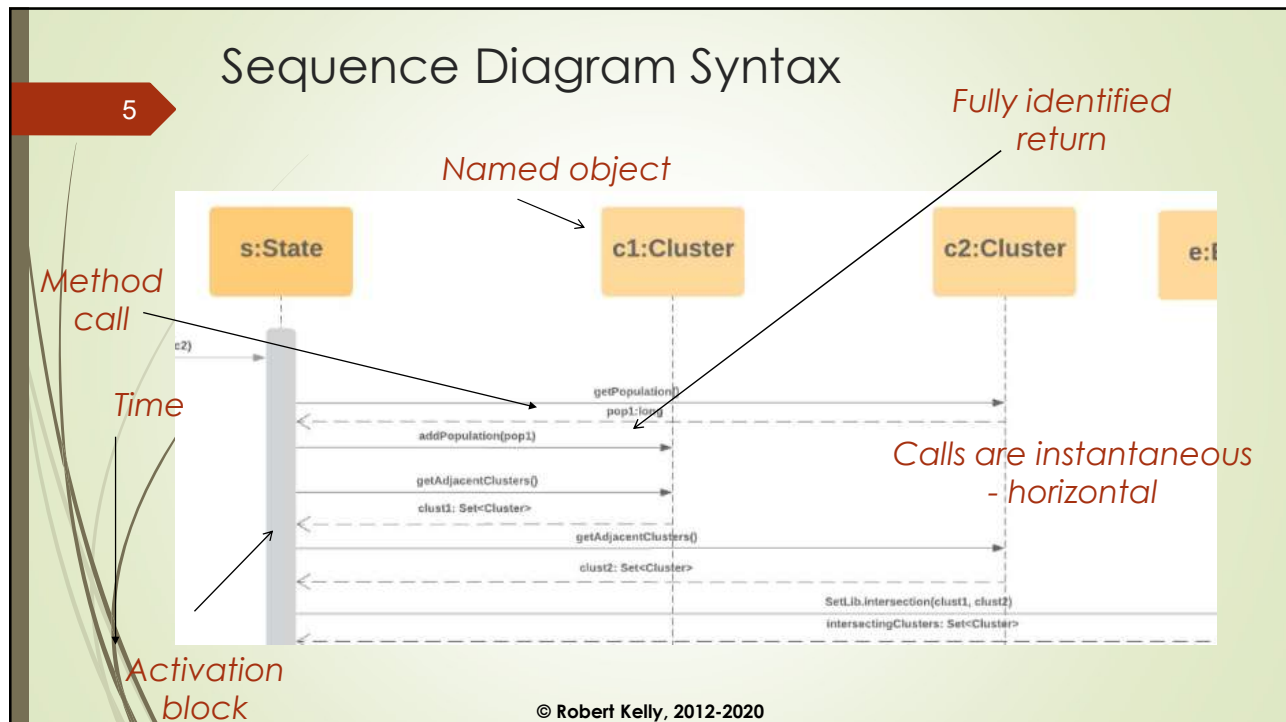 Sequence Diagram Syntax
5
Fully identified
return
Named object
s:State
c1:Cluster
c2:Cluster
Method
call
c2)
getPopulation()
pop1:long
Time
addPopulation(pop1)
Calls are instantaneous
- horizontal
getAdjacentClusters()
clust1: Set<Cluster>
getAdjacentClusters()
clust2: Set<Cluster>
SetLib.intersection(clust1, clust2)
intersectingClusters: Set<Cluster>
Activation
block
© Robert Kelly, 2012-2020